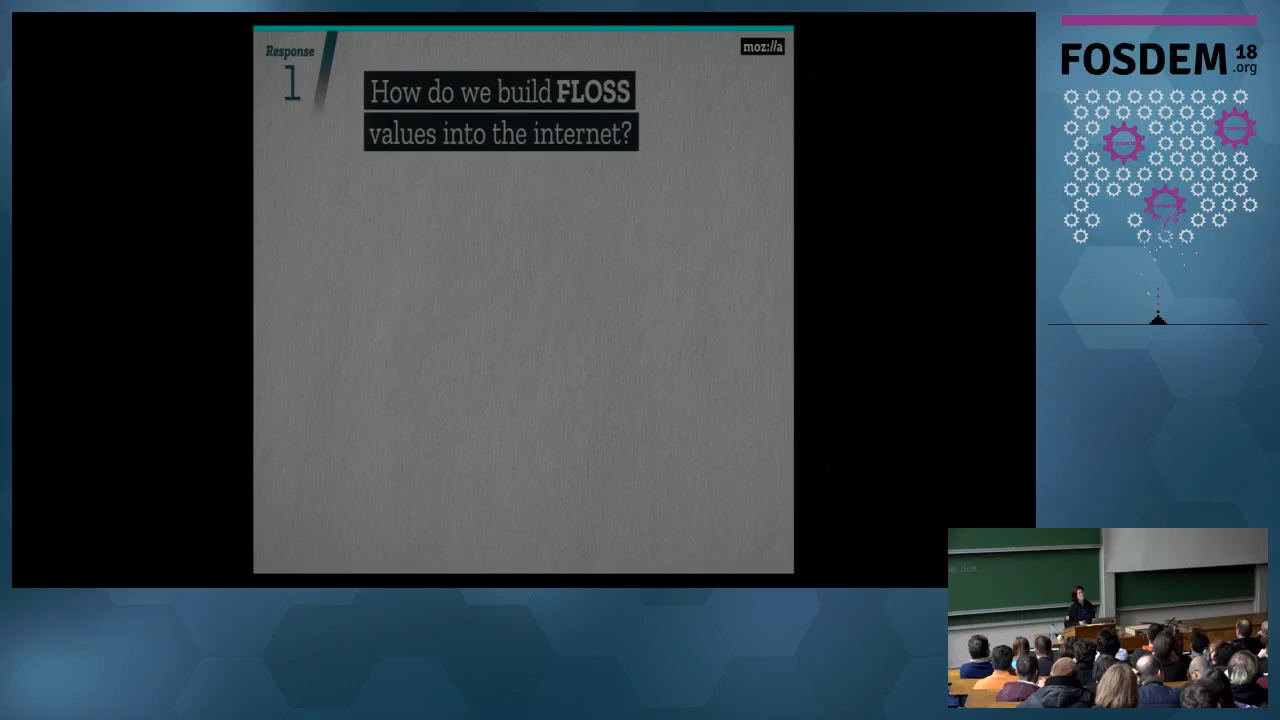 Response
1
moz://a
How do we build FLOSS
values into the internet?
FOSDEM 18
.org